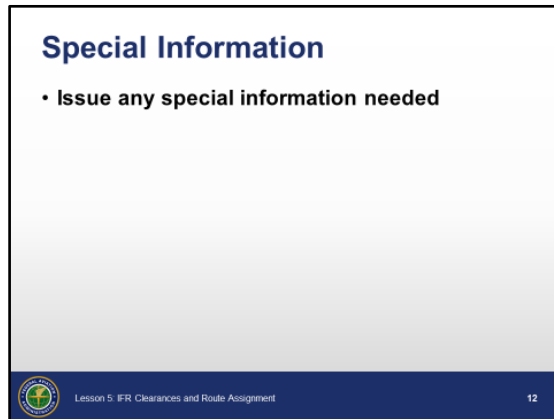 Special Information
• Issue any special information needed
Lesson 5: IFR Clearances and Route Assignment
12